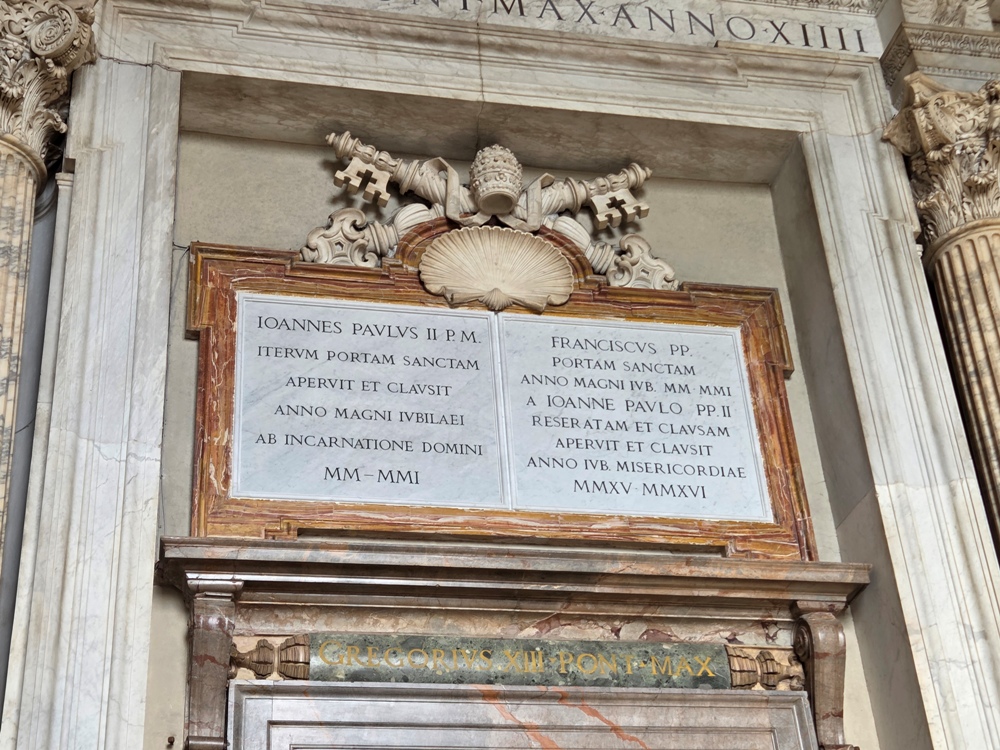 PONT·MAX·ANNO·XIIII
IOANNES PAVLVS II P. M.
ITERVM PORTAM SANCTAM
APERVIT ET CLAVSIT
ANNO MAGNI IVBILAEI
AB INCARNATIONE DOMINI
MM–MMI
FRANCISCVS PP.
PORTAM SANCTAM
ANNO MAGNI IVB. MM·MMI
A IOANNE PAVLO PP. II
RESERATAM ET CLAVSAM
APERVIT ET CLAVSIT
ANNO IVB. MISERICORDIAE
MMXV·MMXVI
GREGORIVS XIII PONT·MAX